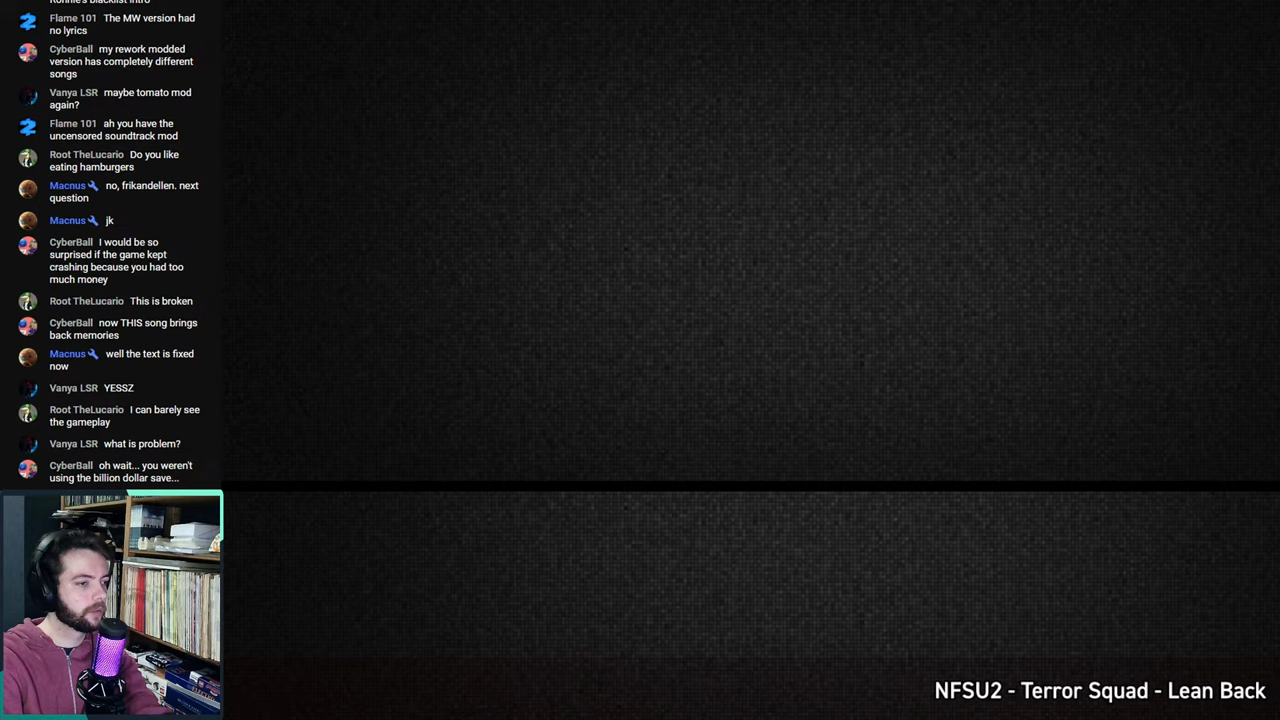 Ronnie's blacklist intro
Flame 101 The MW version had
no lyrics
CyberBall my rework modded
version has completely different
songs
Vanya LSR maybe tomato mod
again?
Flame 101 ah you have the
uncensored soundtrack mod
Root TheLucario Do you like
eating hamburgers
Macnus no, frikandellen. next
question
Macnus jk
CyberBall I would be so
surprised if the game kept
crashing because you had too
much money
Root TheLucario This is broken
CyberBall now THIS song brings
back memories
Macnus well the text is fixed
now
Vanya LSR YESSZ
Root TheLucario I can barely see
the gameplay
Vanya LSR what is problem?
CyberBall oh wait... you weren't
using the billion dollar save...
NFSU2 - Terror Squad - Lean Back